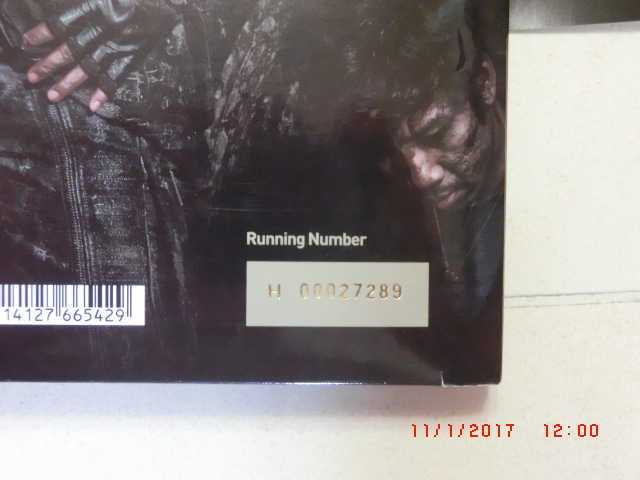 Running Number
H 00027289
14127 665429
11/1/2017 12:00